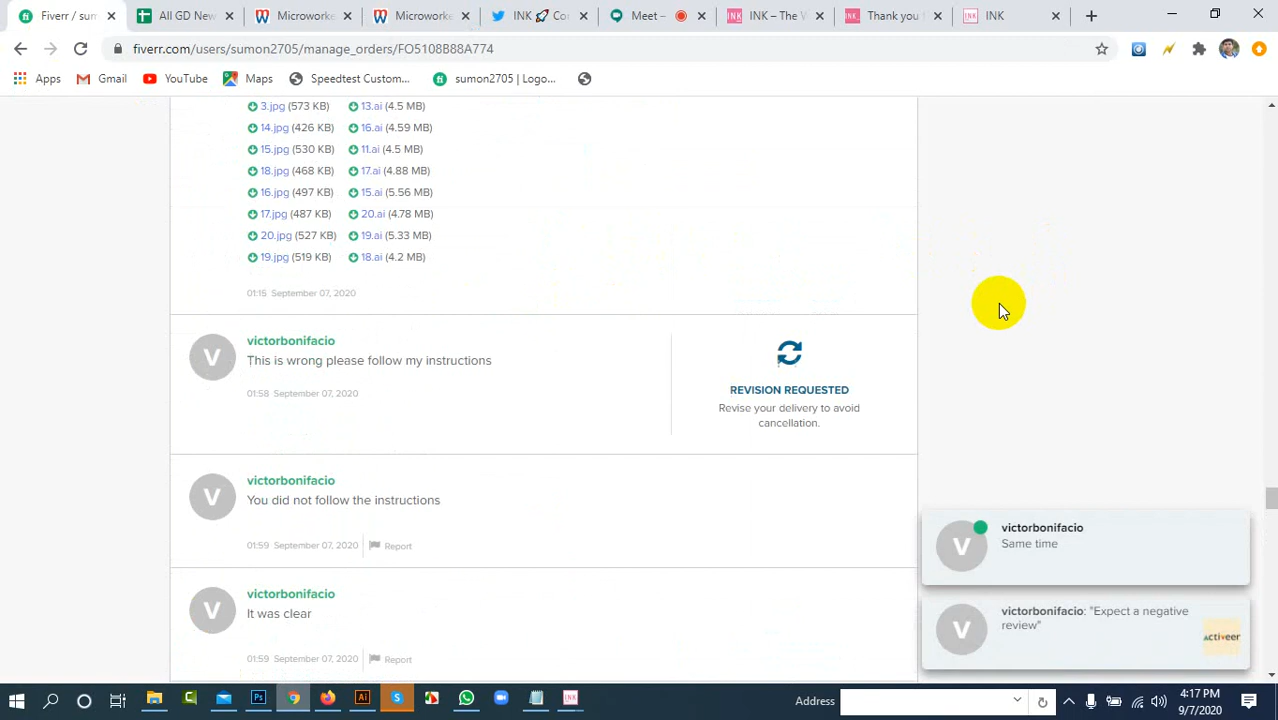 Fiverr / sum
All GD New
Microworke
Microworke
INK 🚀 Co
Meet –
INK – The V
Thank you
INK
fiverr.com/users/sumon2705/manage_orders/FO5108B88A774
Apps
Gmail
YouTube
Maps
Speedtest Custom...
sumon2705 | Logo...
3.jpg (573 KB) 13.ai (4.5 MB)
14.jpg (426 KB) 16.ai (4.59 MB)
15.jpg (530 KB) 11.ai (4.5 MB)
18.jpg (468 KB) 17.ai (4.88 MB)
16.jpg (497 KB) 15.ai (5.56 MB)
17.jpg (487 KB) 20.ai (4.78 MB)
20.jpg (527 KB) 19.ai (5.33 MB)
19.jpg (519 KB) 18.ai (4.2 MB)
01:15 September 07, 2020
V
victorbonifacio
This is wrong please follow my instructions
01:58 September 07, 2020
REVISION REQUESTED
Revise your delivery to avoid
cancellation.
V
victorbonifacio
You did not follow the instructions
01:59 September 07, 2020
Report
V
victorbonifacio
It was clear
01:59 September 07, 2020
Report
V
victorbonifacio
Same time
V
victorbonifacio: "Expect a negative
review"
ACTIVEER
Address
4:17 PM
9/7/2020